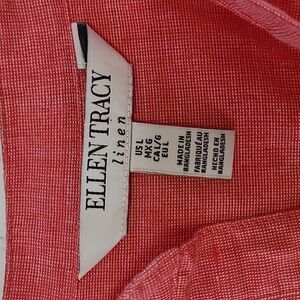 ELLEN TRACY
linen
US L
MX G
CA L/G
EU L
MADE IN
BANGLADESH
FABRIQUÉ AU
BANGLADESH
HECHO EN
BANGLADESH